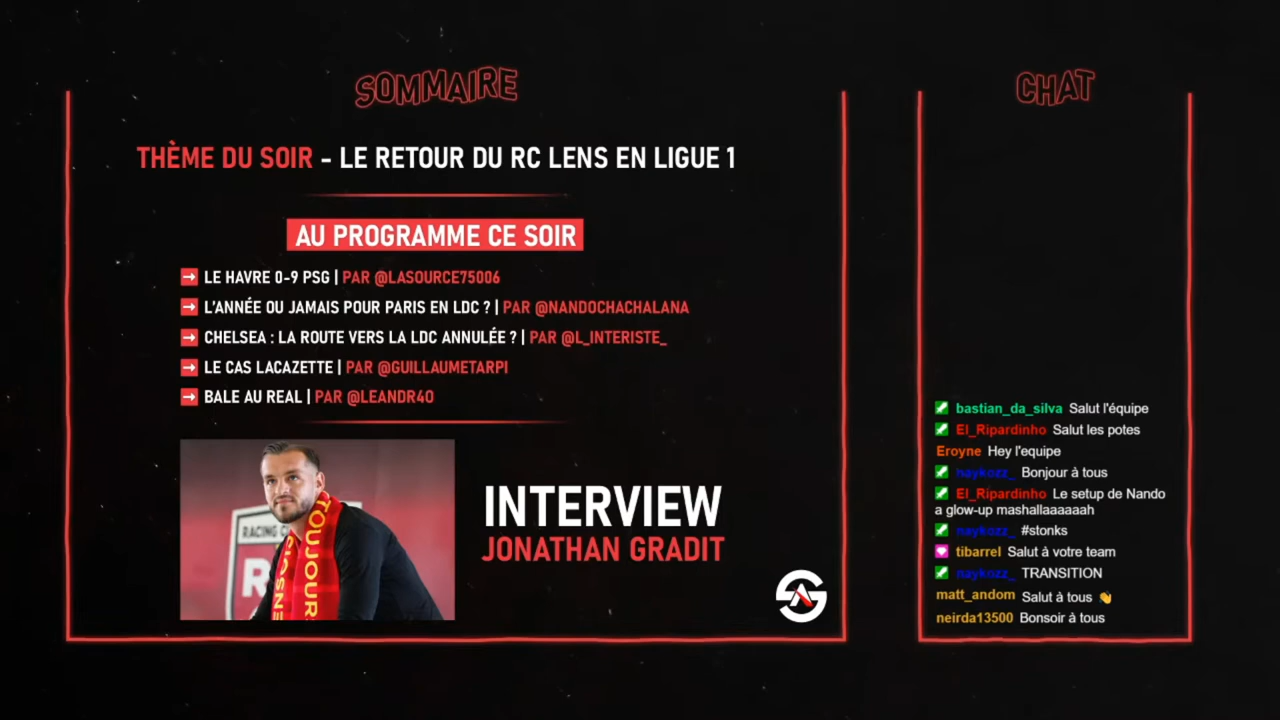 SOMMAIRE
THÈME DU SOIR - LE RETOUR DU RC LENS EN LIGUE 1
AU PROGRAMME CE SOIR
→ LE HAVRE 0-9 PSG | PAR @LASOURCE75006
→ L'ANNÉE OU JAMAIS POUR PARIS EN LDC ? | PAR @NANDOCHACHALANA
→ CHELSEA : LA ROUTE VERS LA LDC ANNULÉE ? | PAR @L_INTERISTE_
→ LE CAS LACAZETTE | PAR @GUILLAUMETARPI
→ BALE AU REAL | PAR @LEANDR40
RACING C
R
TOUJOURS
INTERVIEW
JONATHAN GRADIT
CHAT
bastian_da_silva Salut l'équipe
El_Ripardinho Salut les potes
Eroyne Hey l'equipe
naykozz_ Bonjour à tous
El_Ripardinho Le setup de Nando
a glow-up mashallaaaaaah
naykozz_ #stonks
tibarrel Salut à votre team
naykozz_ TRANSITION
matt_andom Salut à tous 👏
neirda13500 Bonsoir à tous